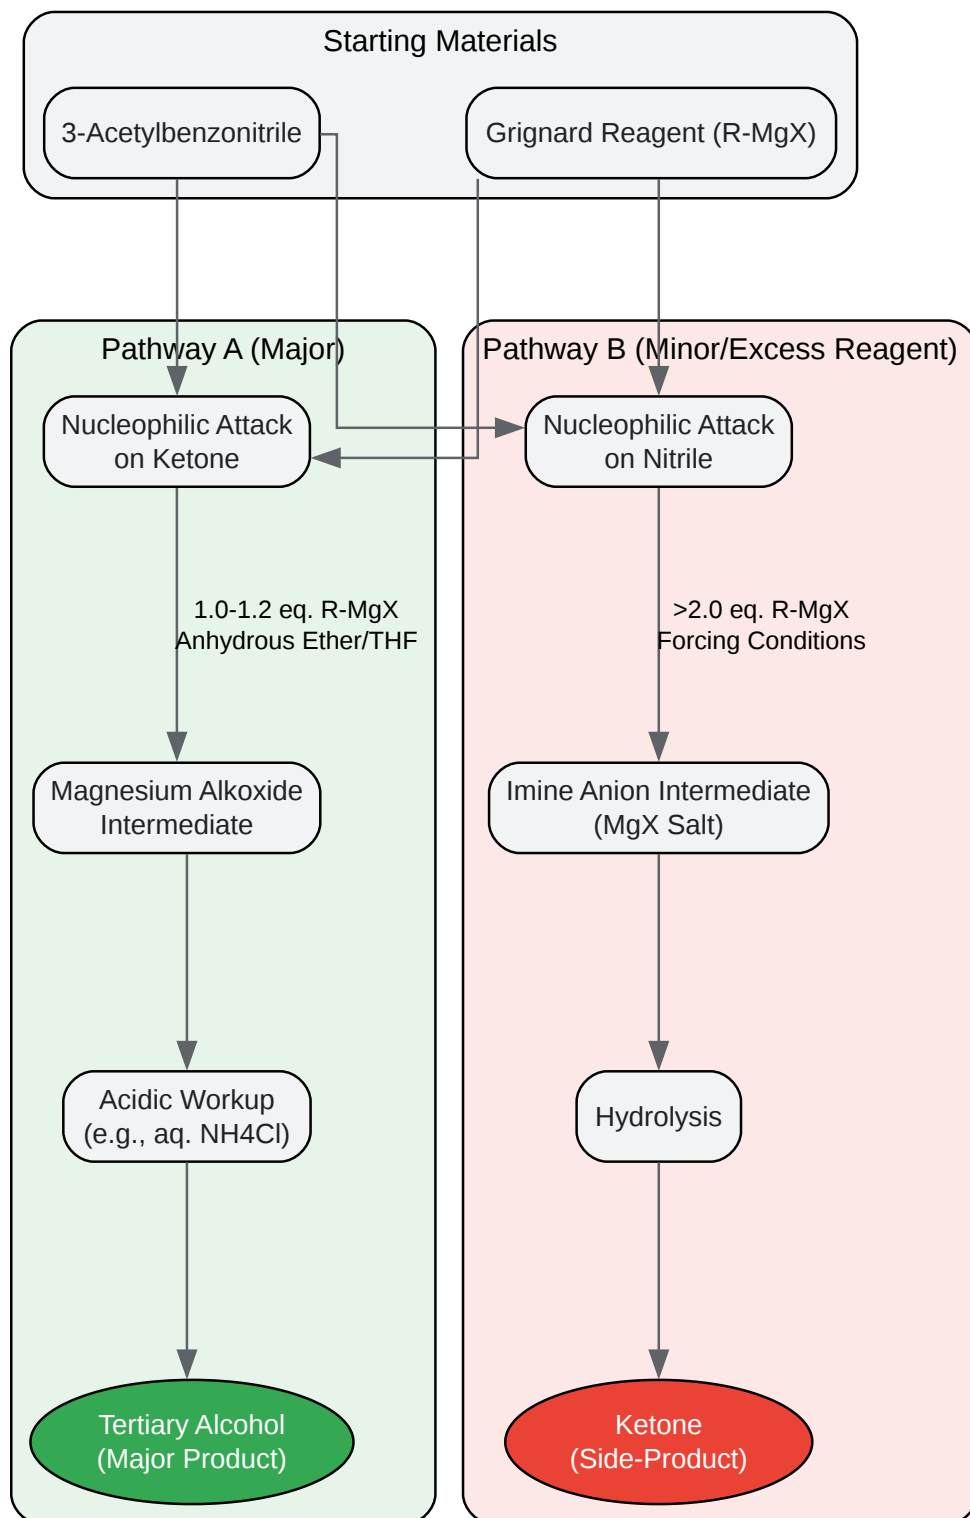 Starting Materials
3-Acetylbenzonitrile
Grignard Reagent (R-MgX)
Pathway A (Major)
Nucleophilic Attack
on Ketone
1.0-1.2 eq. R-MgX
Anhydrous Ether/THF
Magnesium Alkoxide
Intermediate
Acidic Workup
(e.g., aq. NH4Cl)
Tertiary Alcohol
(Major Product)
Pathway B (Minor/Excess Reagent)
Nucleophilic Attack
on Nitrile
>2.0 eq. R-MgX
Forcing Conditions
Imine Anion Intermediate
(MgX Salt)
Hydrolysis
Ketone
(Side-Product)